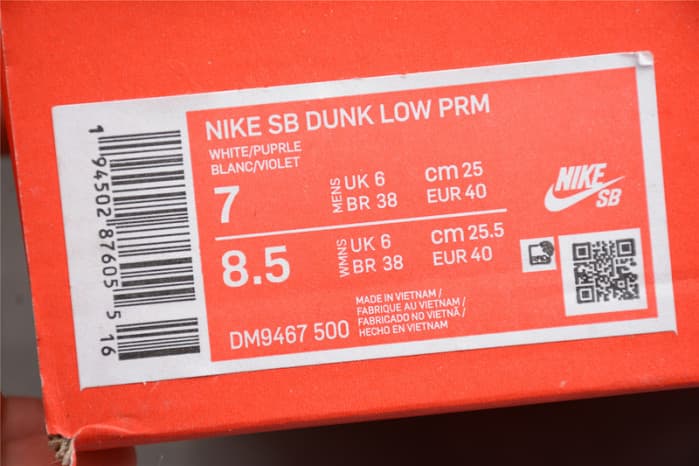 NIKE SB DUNK LOW PRM
WHITE/PUPRLE
BLANC/VIOLET
7
MENS
UK 6
BR 38
cm 25
EUR 40
8.5
WMNS
UK 6
BR 38
cm 25.5
EUR 40
NIKE
SB
DM9467 500
MADE IN VIETNAM /
FABRIQUE AU VIETNAM /
FABRICADO NO VIETNÃ /
HECHO EN VIETNAM
1 94502 87605 5 16